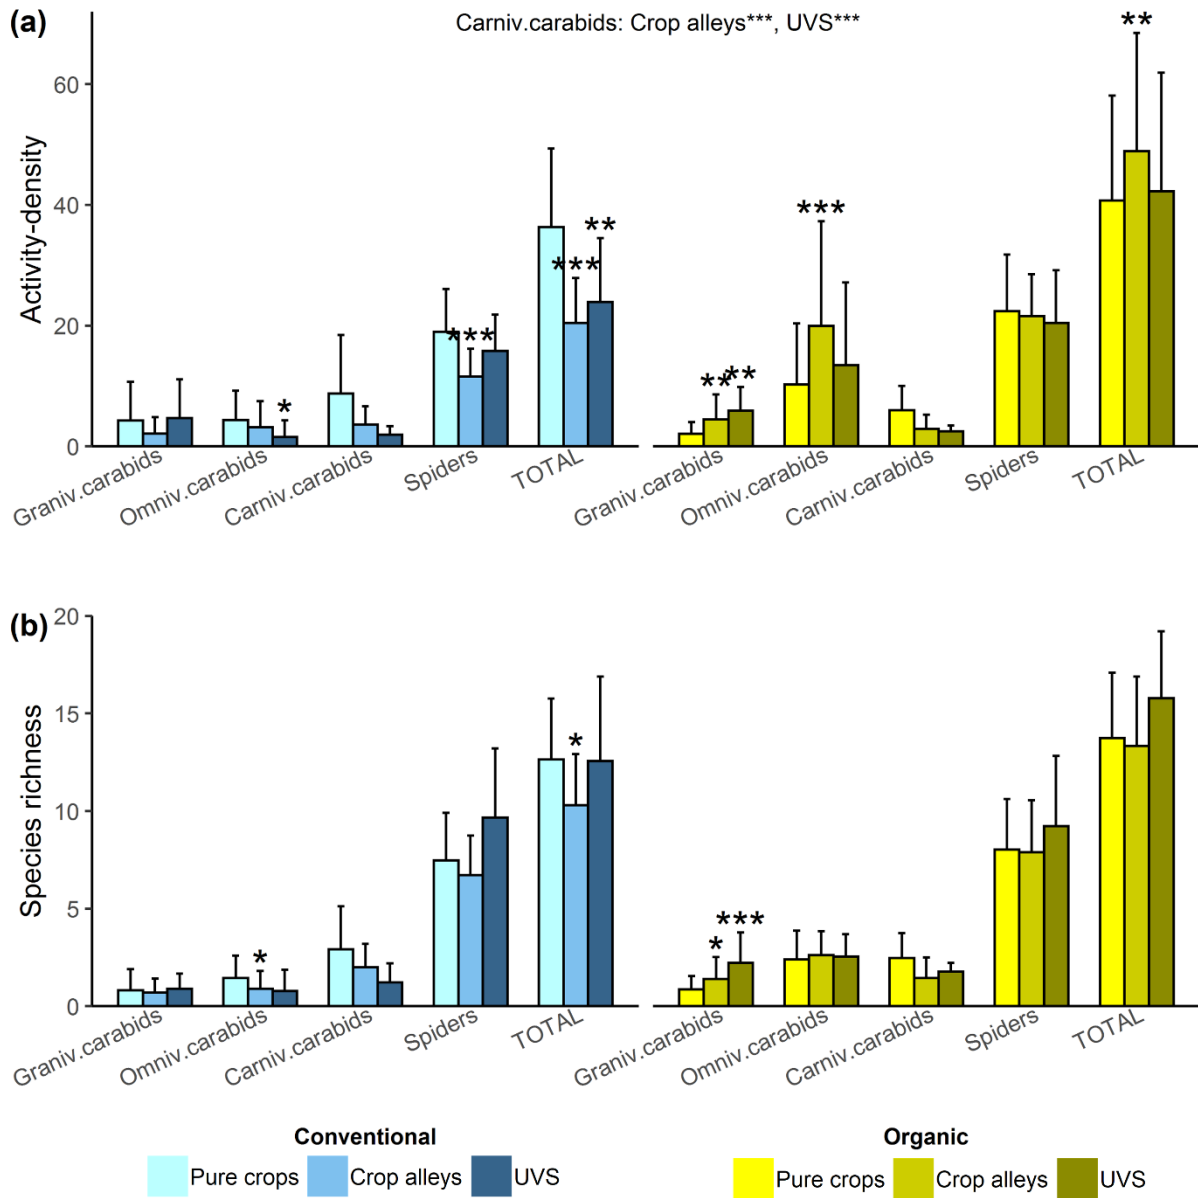 (a)
Carniv.carabids: Crop alleys***, UVS***
Activity-density
60
40
20
0
*
***
***
**
**
**
***
**
Graniv.carabids
Omniv.carabids
Carniv.carabids
Spiders
TOTAL
Graniv.carabids
Omniv.carabids
Carniv.carabids
Spiders
TOTAL
(b)
Species richness
20
15
10
5
0
*
*
*
***
Graniv.carabids
Omniv.carabids
Carniv.carabids
Spiders
TOTAL
Graniv.carabids
Omniv.carabids
Carniv.carabids
Spiders
TOTAL
Conventional
Pure crops
Crop alleys
UVS
Organic
Pure crops
Crop alleys
UVS